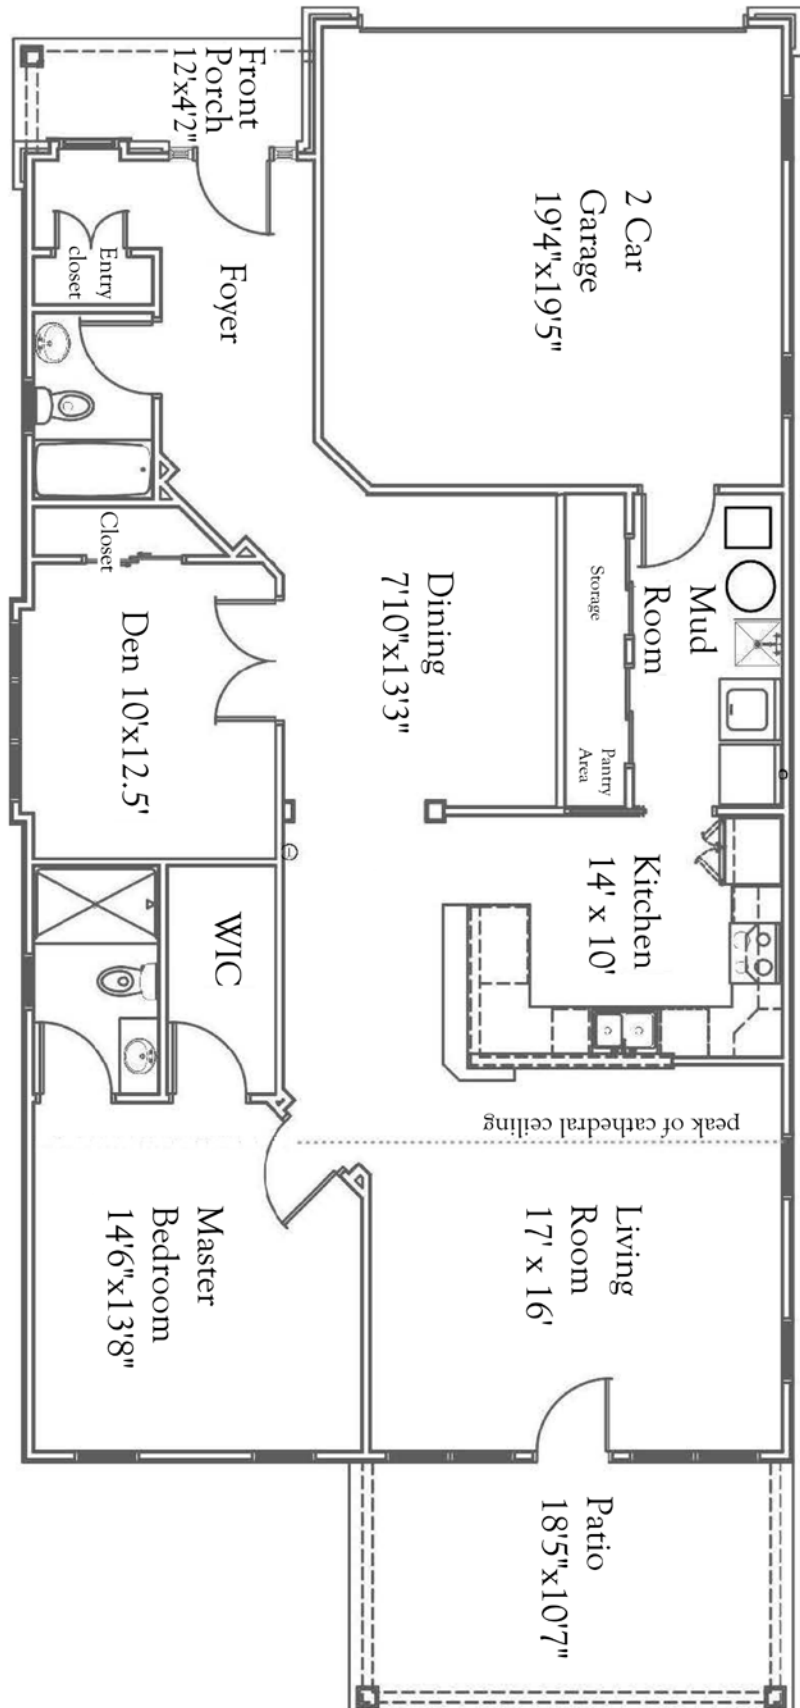 Front
Porch
12'x4'2"
2 Car
Garage
19'4"x19'5"
Entry
closet
Foyer
Closet
Den 10'x12.5'
Dining
7'10"x13'3"
Storage
Pantry
Area
Mud
Room
Kitchen
14' x 10'
WIC
peak of cathedral ceiling
Master
Bedroom
14'6"x13'8"
Living
Room
17' x 16'
Patio
18'5"x10'7"